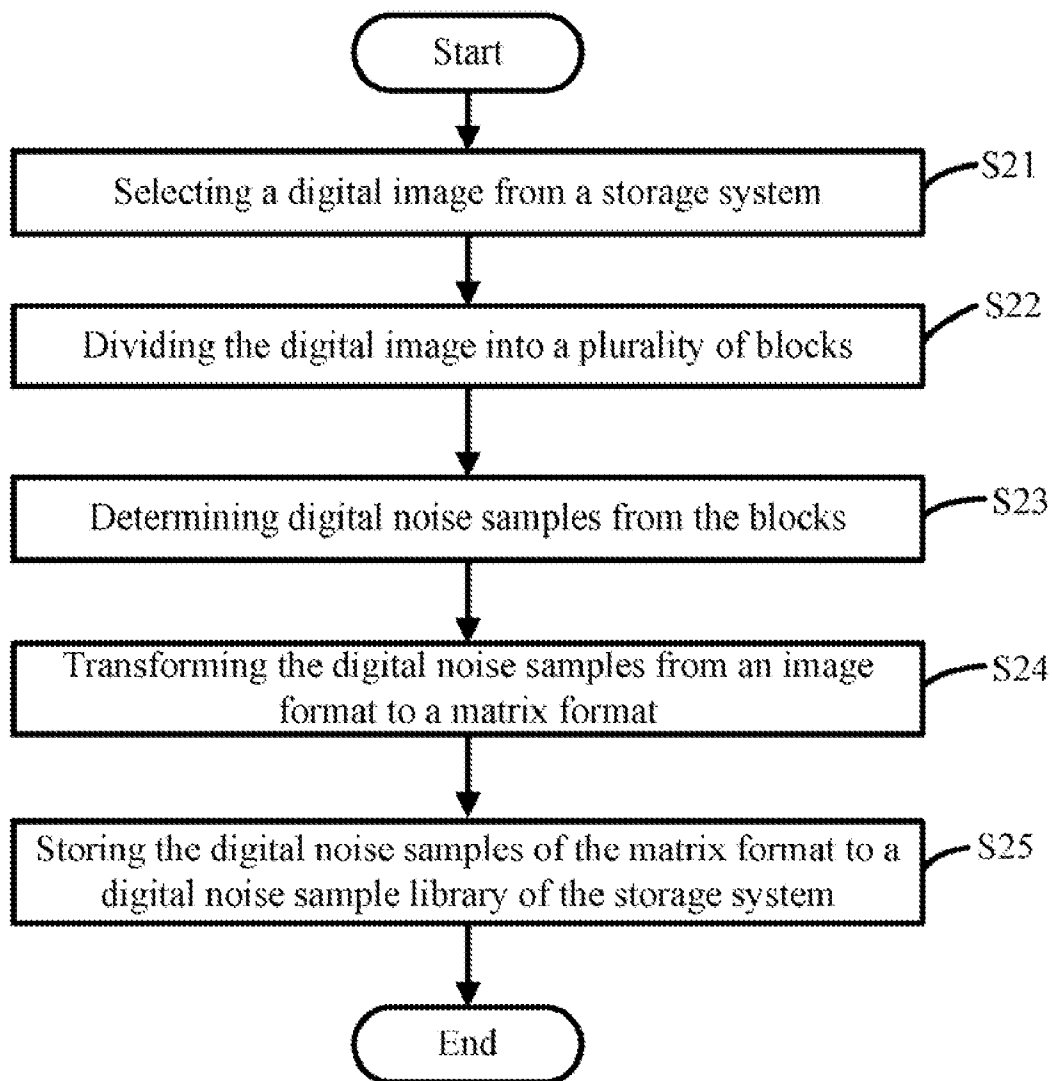 Start
Selecting a digital image from a storage system
S21
Dividing the digital image into a plurality of blocks
S22
Determining digital noise samples from the blocks
S23
Transforming the digital noise samples from an image
format to a matrix format
S24
Storing the digital noise samples of the matrix format to a
digital noise sample library of the storage system
S25
End